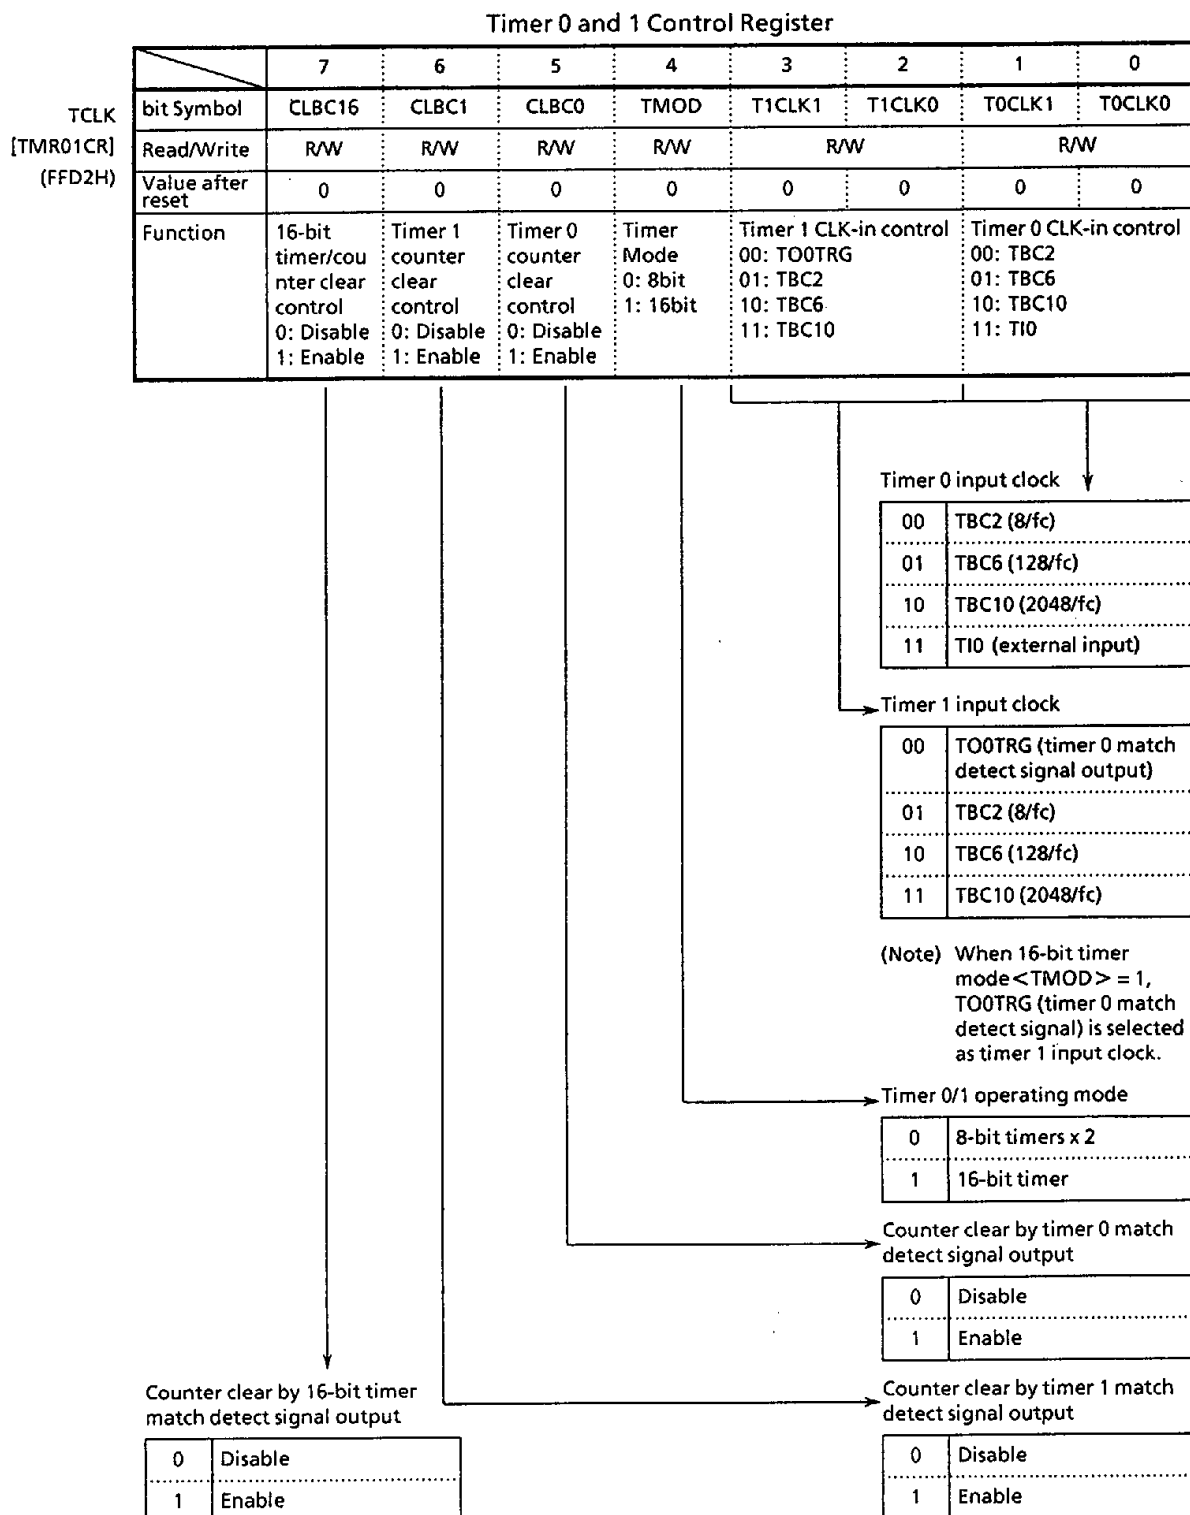 Timer 0 and 1 Control Register
7 6 5 4 3 2 1 0
TCLK
[TMR01CR]
(FFD2H)
bit Symbol CLBC16 CLBC1 CLBC0 TMOD T1CLK1 T1CLK0 T0CLK1 T0CLK0
Read/Write R/W R/W R/W R/W R/W R/W
Value after
reset 0 0 0 0 0 0 0 0
Function
16-bit
timer/cou
nter clear
control
0: Disable
1: Enable
Timer 1
counter
clear
control
0: Disable
1: Enable
Timer 0
counter
clear
control
0: Disable
1: Enable
Timer
Mode
0: 8bit
1: 16bit
Timer 1 CLK-in control
00: TO0TRG
01: TBC2
10: TBC6
11: TBC10
Timer 0 CLK-in control
00: TBC2
01: TBC6
10: TBC10
11: TI0
Timer 0 input clock
00 TBC2 (8/fc)
01 TBC6 (128/fc)
10 TBC10 (2048/fc)
11 TI0 (external input)
Timer 1 input clock
00 TO0TRG (timer 0 match
detect signal output)
01 TBC2 (8/fc)
10 TBC6 (128/fc)
11 TBC10 (2048/fc)
(Note) When 16-bit timer
mode<TMOD> = 1,
TO0TRG (timer 0 match
detect signal) is selected
as timer 1 input clock.
Timer 0/1 operating mode
0 8-bit timers x 2
1 16-bit timer
Counter clear by timer 0 match
detect signal output
0 Disable
1 Enable
Counter clear by 16-bit timer
match detect signal output
0 Disable
1 Enable
Counter clear by timer 1 match
detect signal output
0 Disable
1 Enable